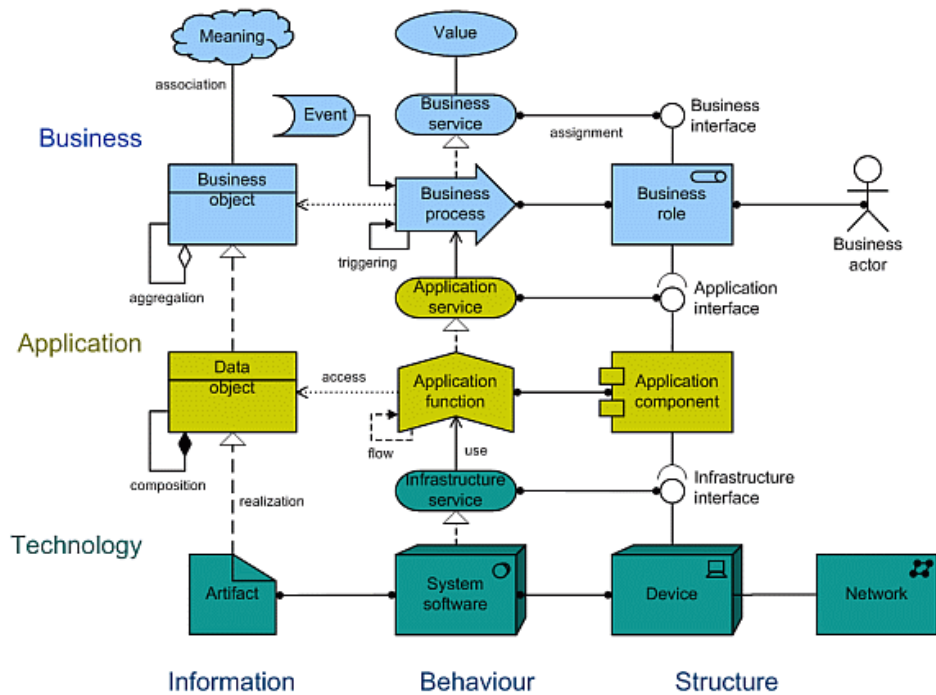 Meaning
Value
association
Event
Business
service
Business
interface
assignment
Business
Business
object
Business
process
Business
role
Business
actor
triggering
aggregation
Application
service
Application
interface
Application
Data
object
access
Application
function
Application
component
flow
use
composition
Infrastructure
service
Infrastructure
interface
realization
Technology
Artifact
System
software
Device
Network
Information
Behaviour
Structure